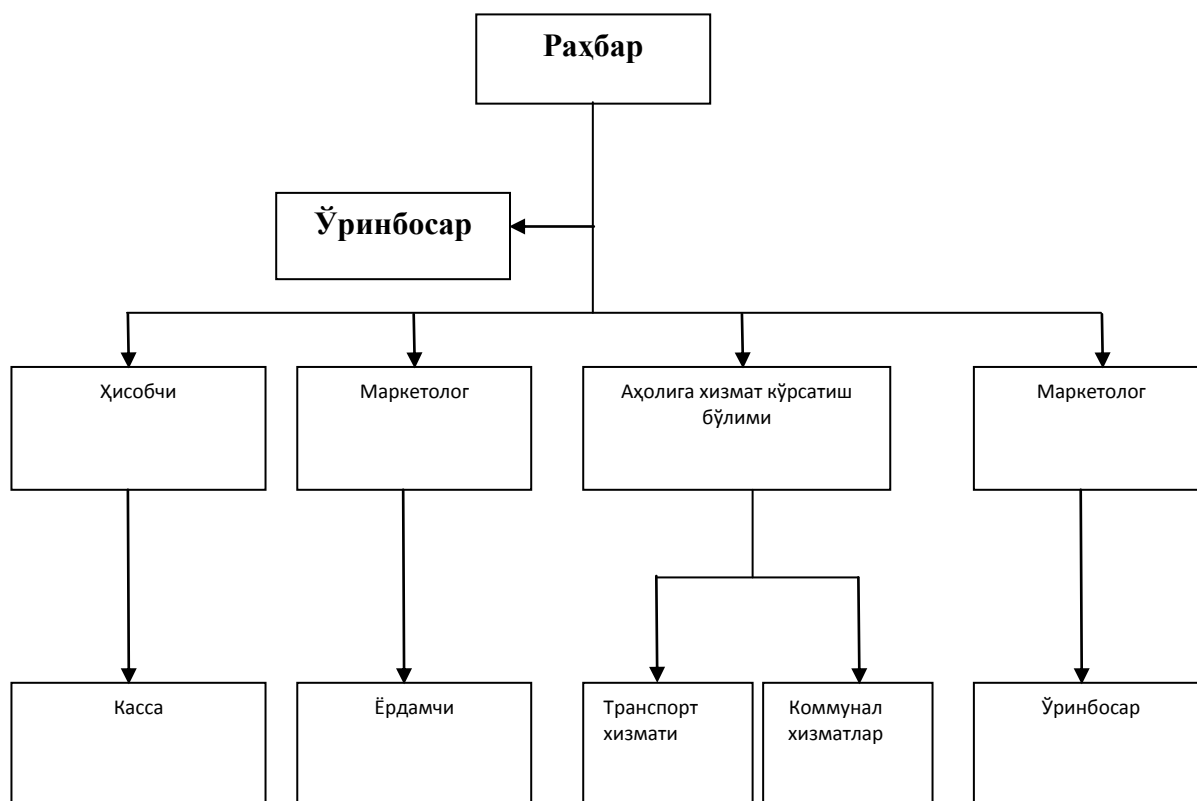 Раҳбар
Ўринбосар
Ҳисобчи
Маркетолог
Аҳолига хизмат кўрсатиш
бўлими
Маркетолог
Касса
Ёрдамчи
Транспорт
хизмати
Коммунал
хизматлар
Ўринбосар